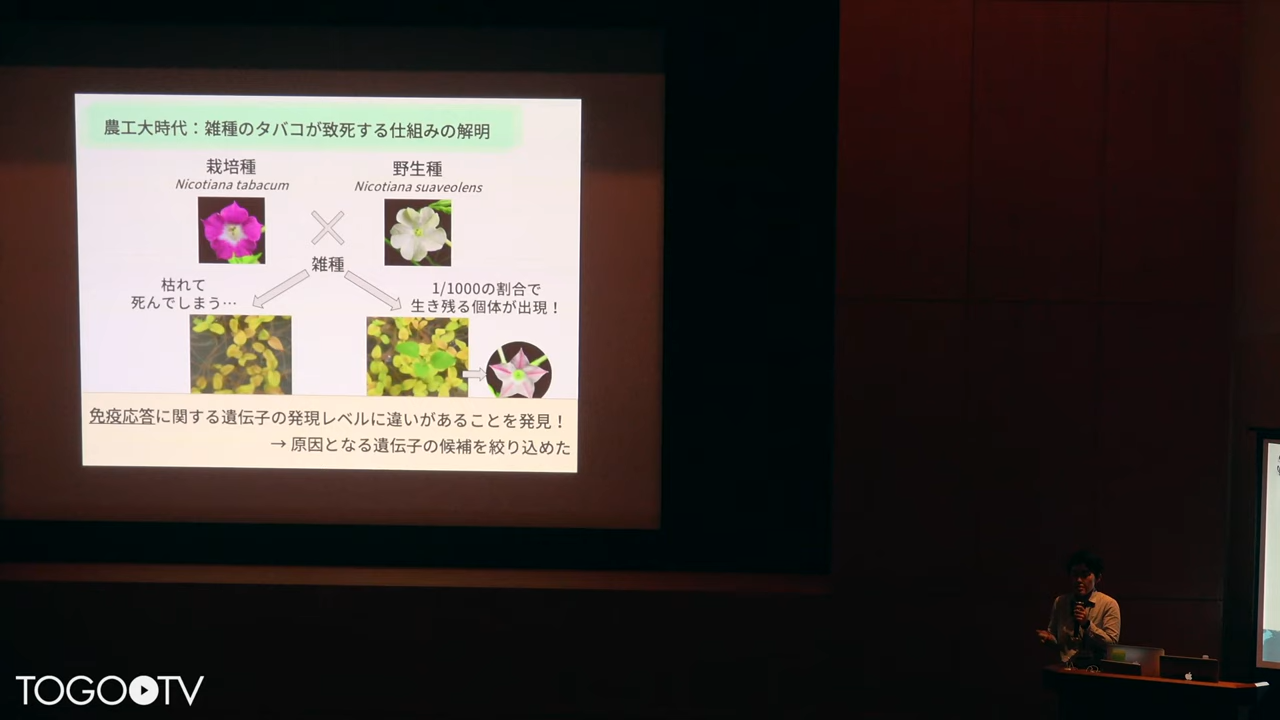 農工大時代：雑種のタバコが致死する仕組みの解明
栽培種
Nicotiana tabacum
野生種
Nicotiana suaveolens
雑種
枯れて
死んでしまう…
1/1000の割合で
生き残る個体が出現！
免疫応答に関する遺伝子の発現レベルに違いがあることを発見！
→ 原因となる遺伝子の候補を絞り込めた
TOGOTV